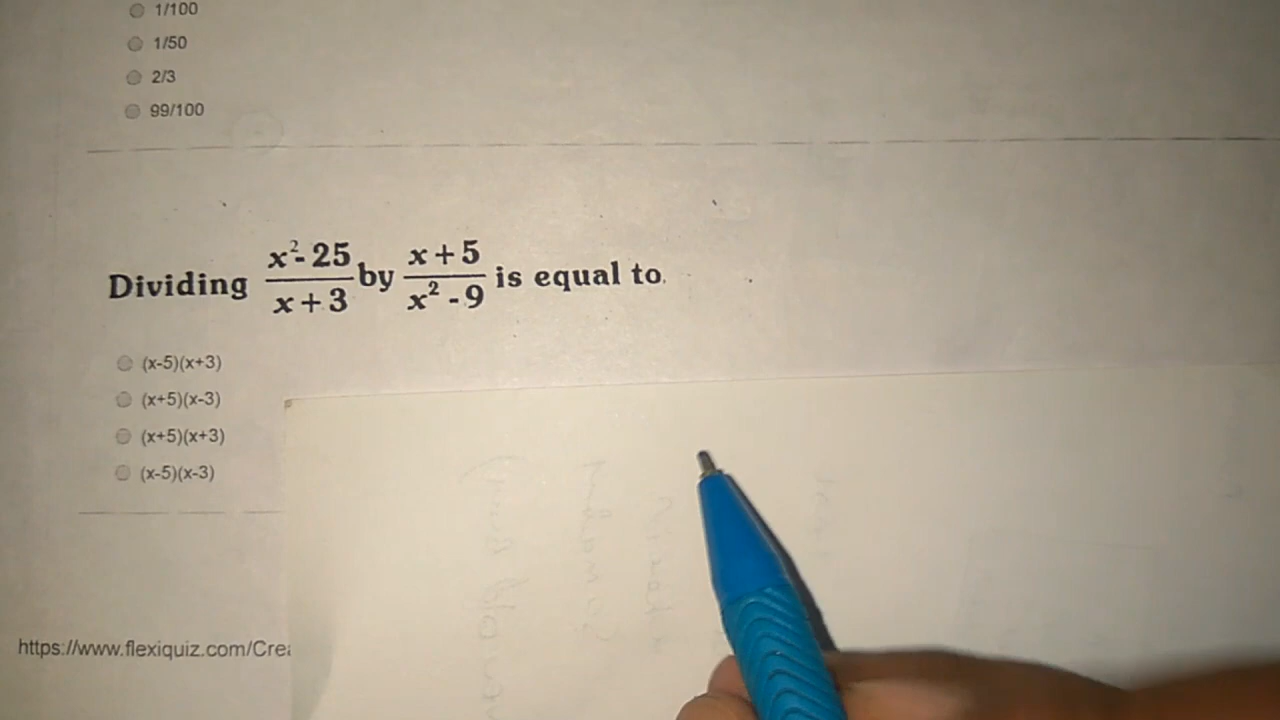 1/100
1/50
2/3
99/100
Dividing x²-25/x+3 by x+5/x²-9 is equal to
(x-5)(x+3)
(x+5)(x-3)
(x+5)(x+3)
(x-5)(x-3)
https://www.flexiquiz.com/Crea